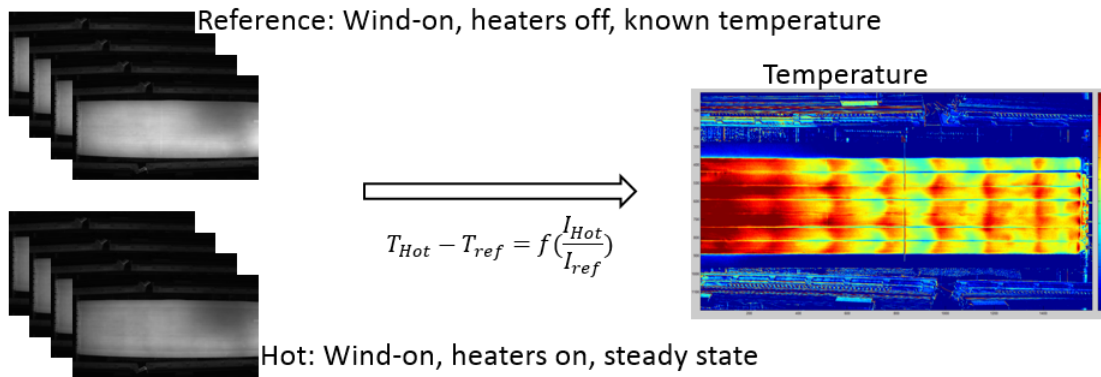 Reference: Wind-on, heaters off, known temperature
Temperature
T_Hot − T_ref = f(I_Hot/I_ref)
Hot: Wind-on, heaters on, steady state